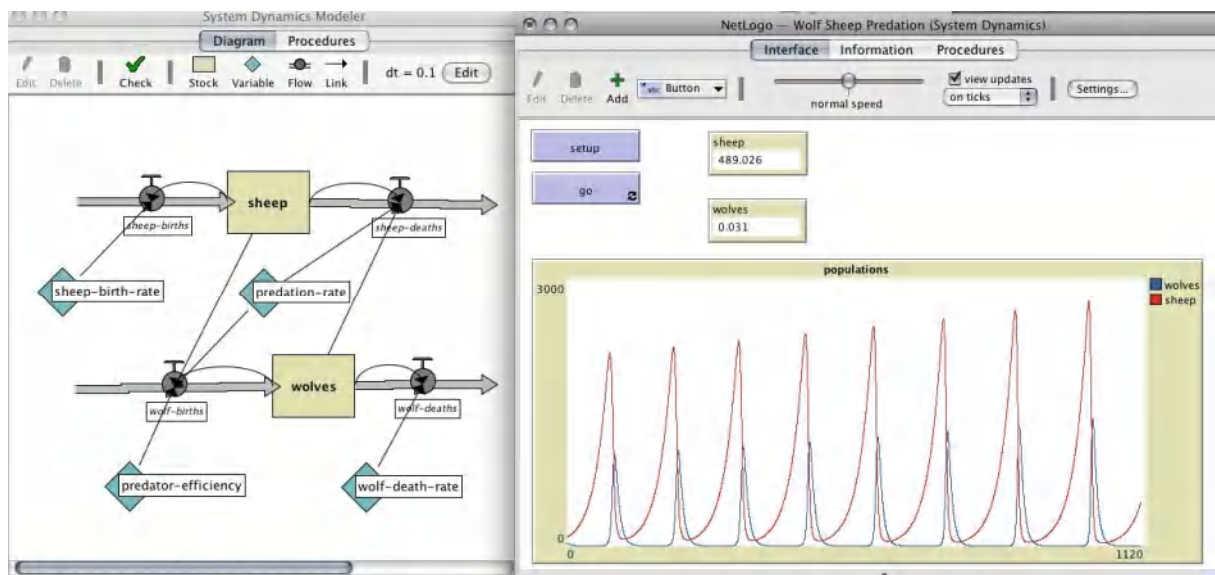 System Dynamics Modeler
Diagram Procedures
Edit Delete Check Stock Variable Flow Link dt = 0.1 Edit
sheep
sheep-births
sheep-deaths
sheep-birth-rate
predation-rate
wolves
wolf-births
wolf-deaths
predator-efficiency
wolf-death-rate
NetLogo — Wolf Sheep Predation (System Dynamics)
Interface Information Procedures
Edit Delete Add abc Button normal speed view updates
on ticks
Settings...
setup
go
sheep
489.026
wolves
0.031
populations
3000
0
0
1120
wolves
sheep